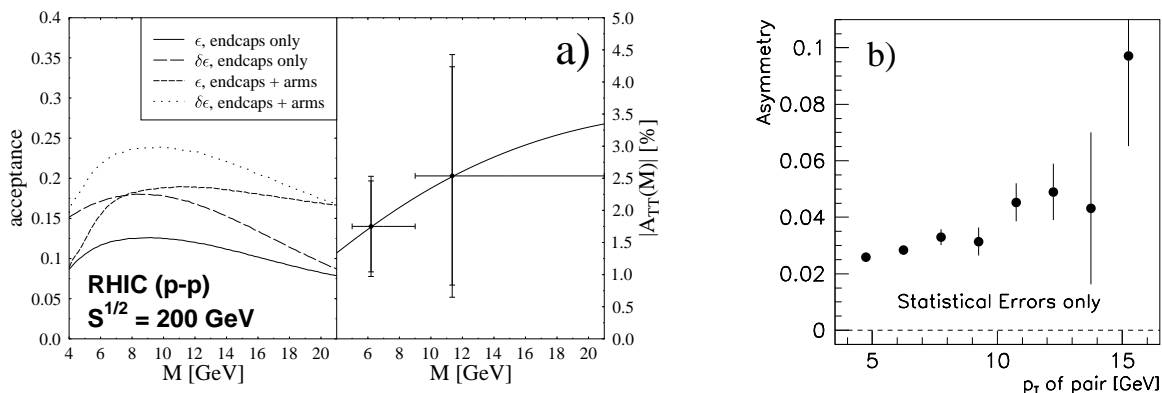 0.4
0.35
0.3
0.25
0.2
0.15
0.1
0.05
0.0
acceptance
ϵ, endcaps only
δϵ, endcaps only
ϵ, endcaps + arms
δϵ, endcaps + arms
RHIC (p-p)
S^{1/2} = 200 GeV
4 6 8 10 12 14 16 18 20
M [GeV]
a)
5.0
4.5
4.0
3.5
3.0
2.5
2.0
1.5
1.0
0.5
0.0
|A_{TT}(M)| [%]
6 8 10 12 14 16 18 20
M [GeV]
b)
Asymmetry
0.1
0.08
0.06
0.04
0.02
0
Statistical Errors only
5 10 15
p_T of pair [GeV]